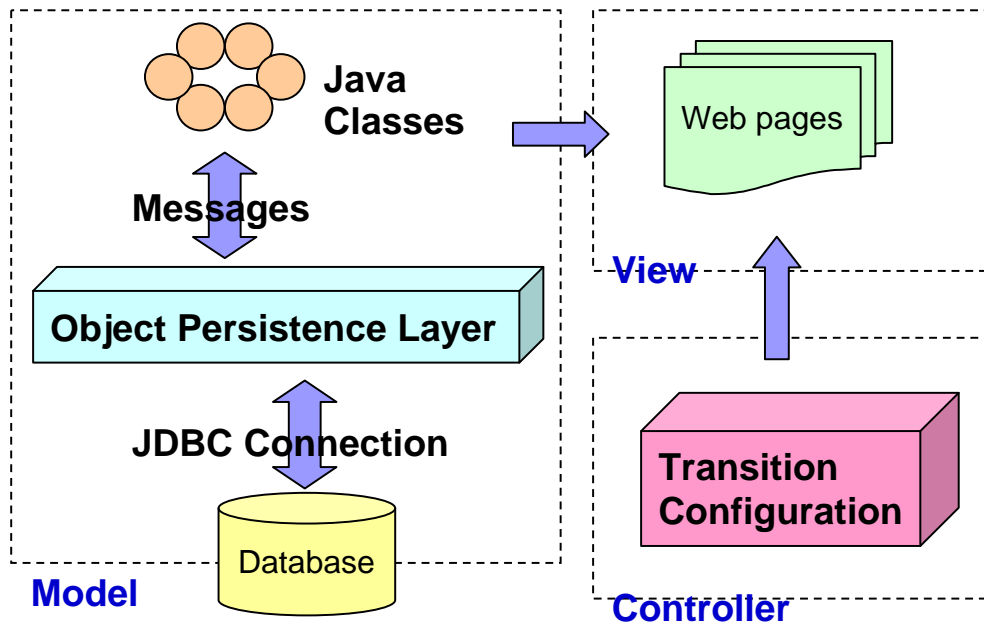 Java
Classes
Web pages
Messages
View
Object Persistence Layer
JDBC Connection
Transition
Configuration
Database
Model
Controller